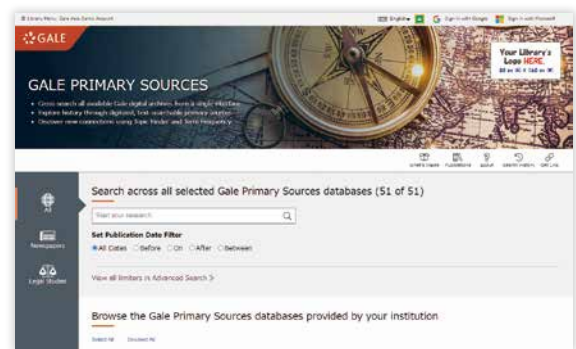 English
Sign in with Google
Sign in with Microsoft
GALE
Your Library's
Logo HERE.
GALE PRIMARY SOURCES
Cross-search all available Gale digital archives from a single interface
Explore history through digitized, text-searchable primary sources
Discover new connections using Topic Finder and Term Frequency
Search History
Get Link
All
Newspapers
Legal Studies
Search across all selected Gale Primary Sources databases (51 of 51)
Start your research
Set Publication Date Filter
All Dates Before On After Between
View all limiters in Advanced Search >
Browse the Gale Primary Sources databases provided by your institution
Select All Deselect All